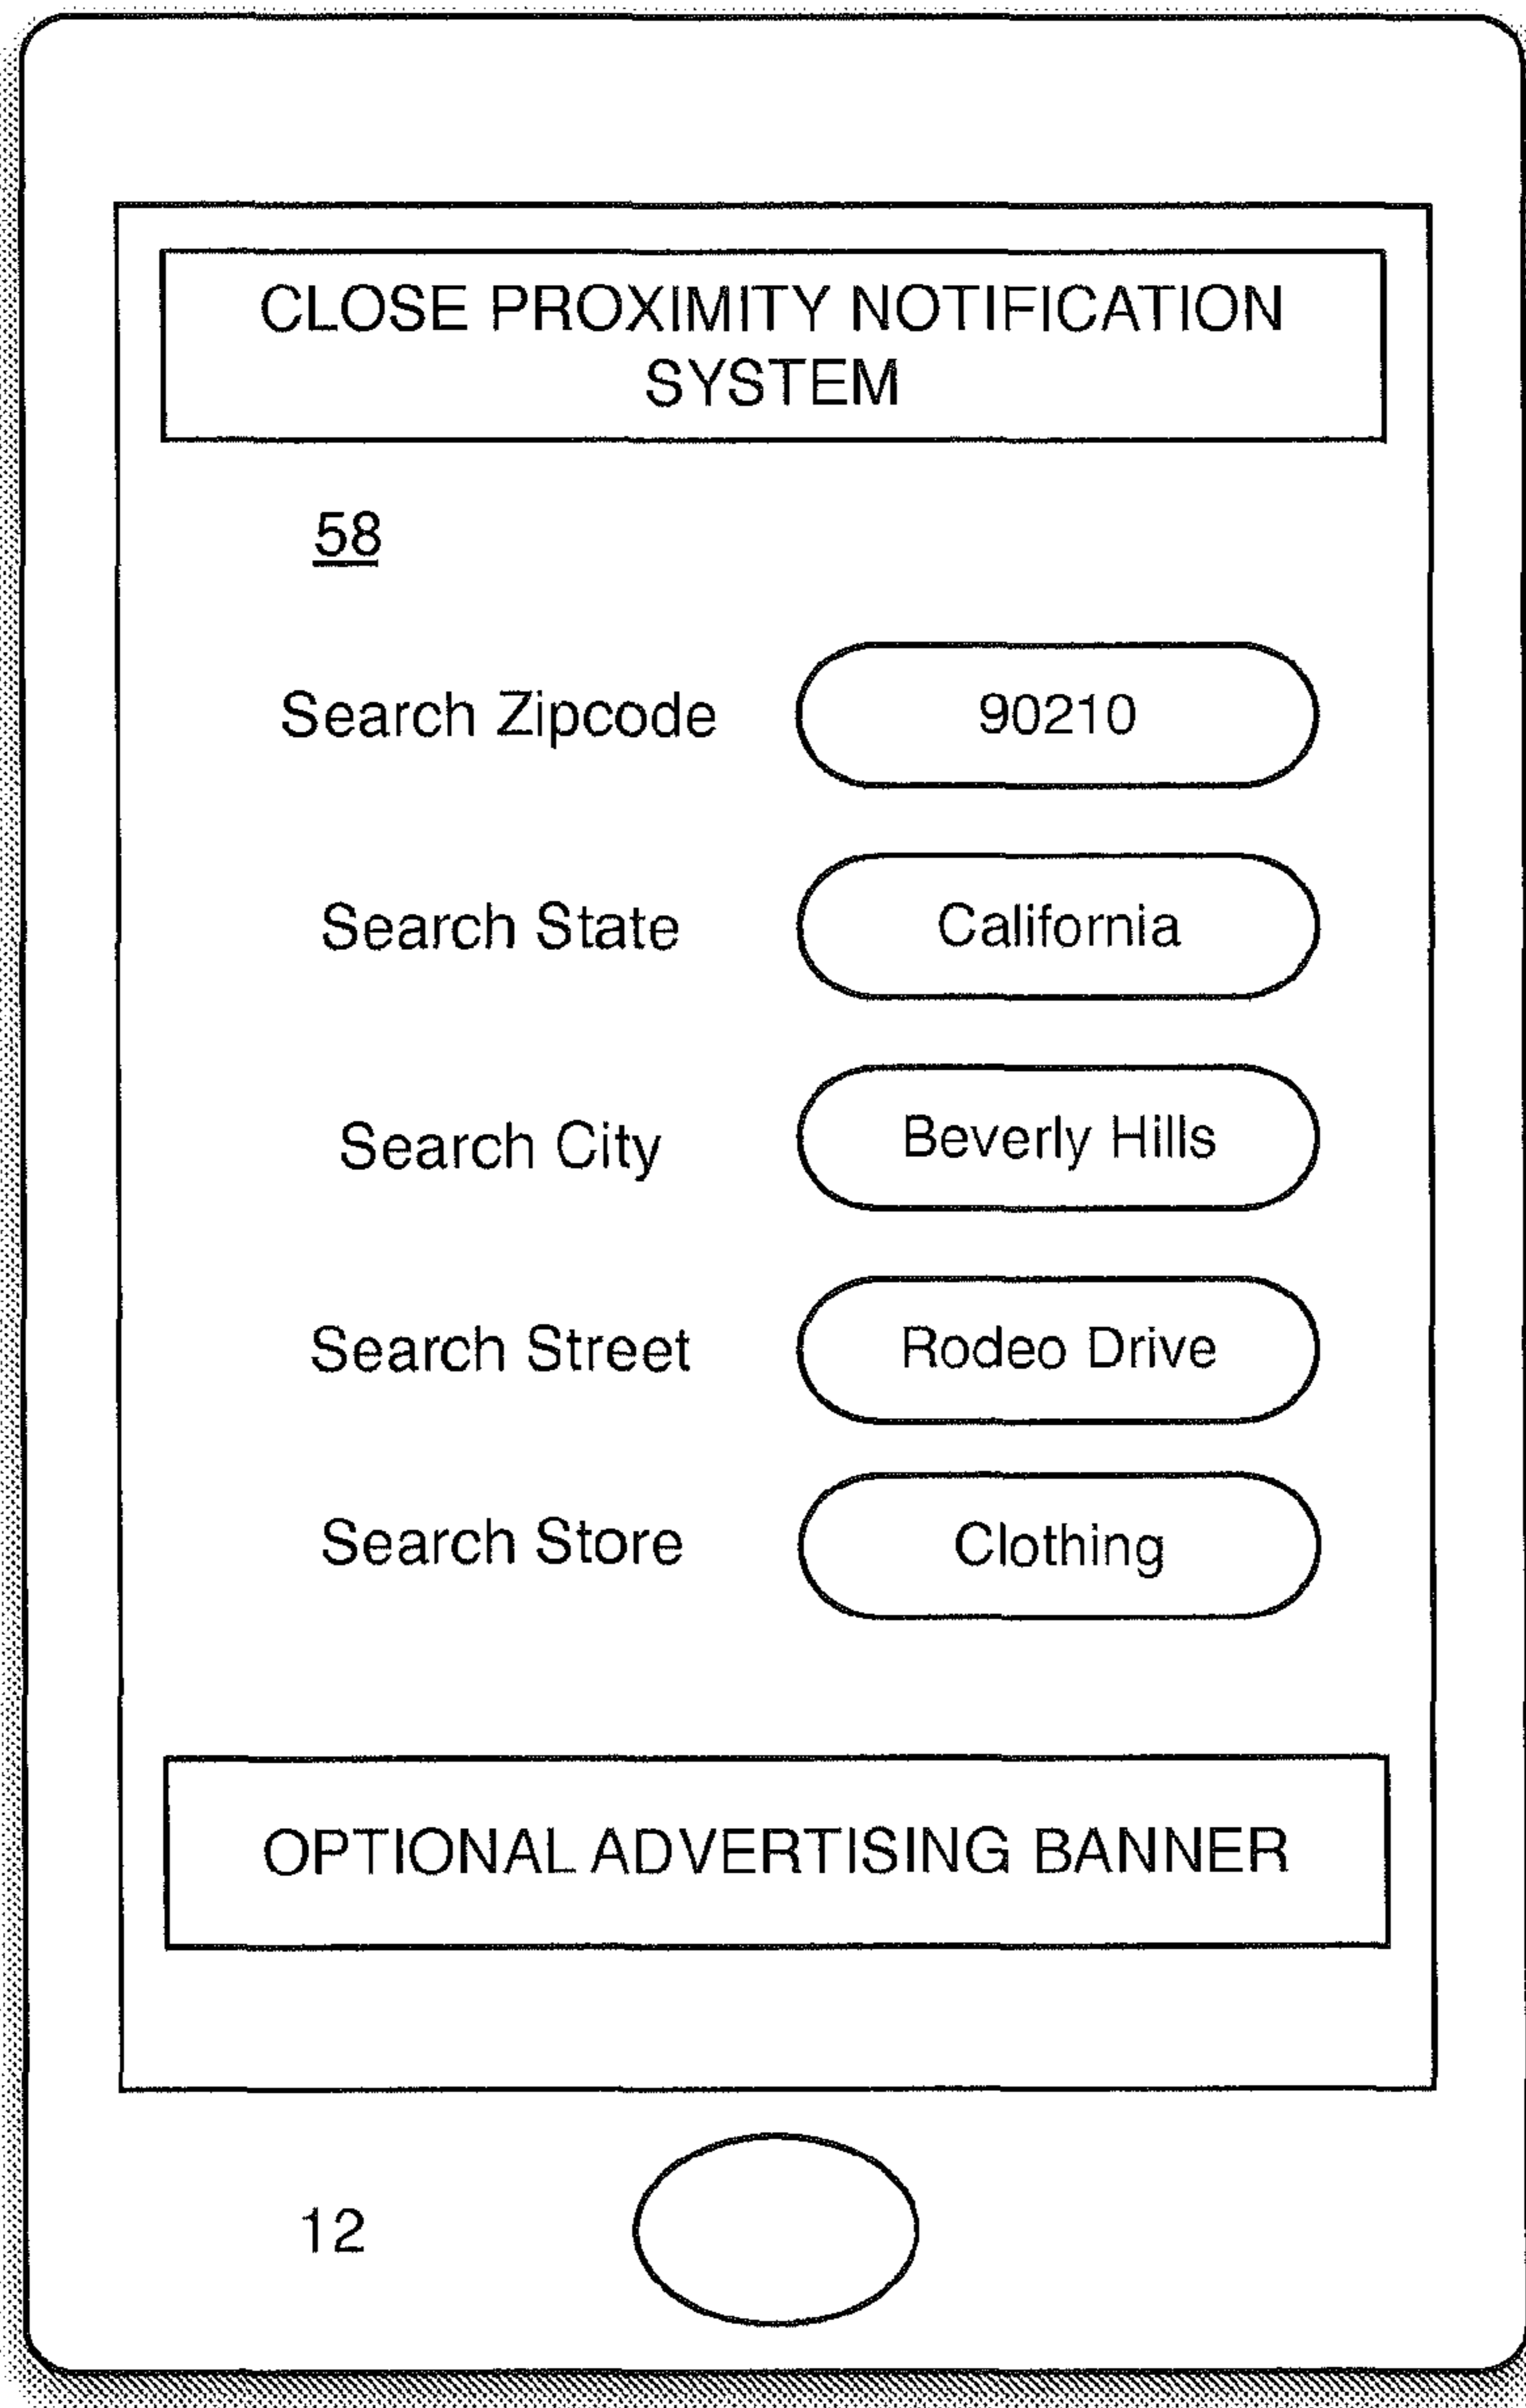 CLOSE PROXIMITY NOTIFICATION
SYSTEM
58
Search Zipcode 90210
Search State California
Search City Beverly Hills
Search Street Rodeo Drive
Search Store Clothing
OPTIONAL ADVERTISING BANNER
12